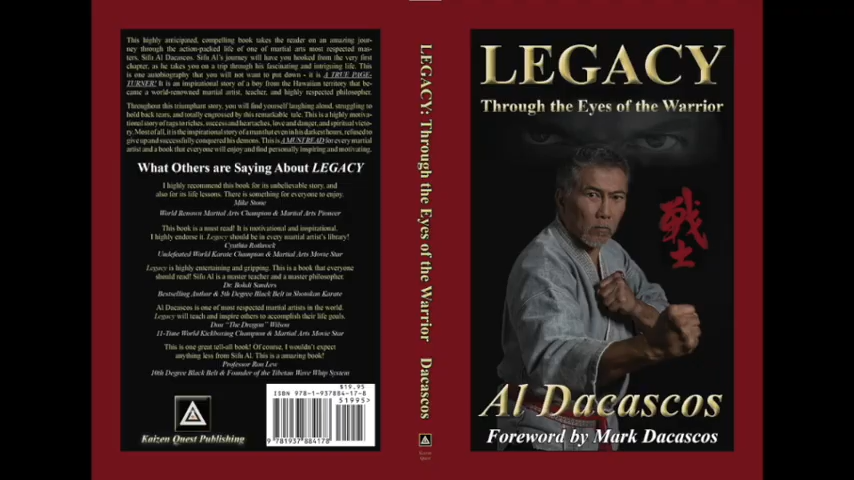 This highly anticipated, compelling book takes the reader on an amazing jour-
ney through the action-packed life of one of martial arts most respected mas-
ters, Sifu Al Dacascos. Sifu Al's journey will have you hooked from the very first
chapter, as he takes you on a trip through his fascinating and intriguing life. This
is one autobiography that you will not want to put down - it is A TRUE PAGE-
TURNER! It is an inspirational story of a boy from the Hawaiian territory that be-
came a world-renowned martial artist, teacher, and highly respected philosopher.
Throughout this triumphant story, you will find yourself laughing aloud, struggling to
hold back tears, and totally engrossed by this remarkable tale. This is a highly motiva-
tional story of rags to riches, success and heartaches, love and danger, and spiritual victo-
ry. Most of all, it is the inspirational story of a man that even in his darkest hours, refused to
give up and successfully conquered his demons. This is A MUST READ for every martial
artist and a book that everyone will enjoy and find personally inspiring and motivating.
What Others are Saying About LEGACY
I highly recommend this book for its unbelievable story, and
also for its life lessons. There is something for everyone to enjoy.
Mike Stone
World Renown Martial Arts Champion & Martial Arts Pioneer
This book is a must read! It is motivational and inspirational.
I highly endorse it. Legacy should be in every martial artist's library!
Cynthia Rothrock
Undefeated World Karate Champion & Martial Arts Movie Star
Legacy is highly entertaining and gripping. This is a book that everyone
should read! Sifu Al is a master teacher and a master philosopher.
Dr. Bohdi Sanders
Bestselling Author & 5th Degree Black Belt in Shotokan Karate
Al Dacascos is one of most respected martial artists in the world.
Legacy will teach and inspire others to accomplish their life goals.
Don "The Dragon" Wilson
11-Time World Kickboxing Champion & Martial Arts Movie Star
This is one great tell-all book! Of course, I wouldn't expect
anything less from Sifu Al. This is a amazing book!
Professor Ron Lew
10th Degree Black Belt & Founder of the Tibetan Wave Whip System
Kaizen Quest Publishing
$19.95
ISBN 978-1-937884-17-8
51995
9 781937 884178
LEGACY: Through the Eyes of the Warrior Dacascos
LEGACY
Through the Eyes of the Warrior
戦
士
Al Dacascos
Foreword by Mark Dacascos